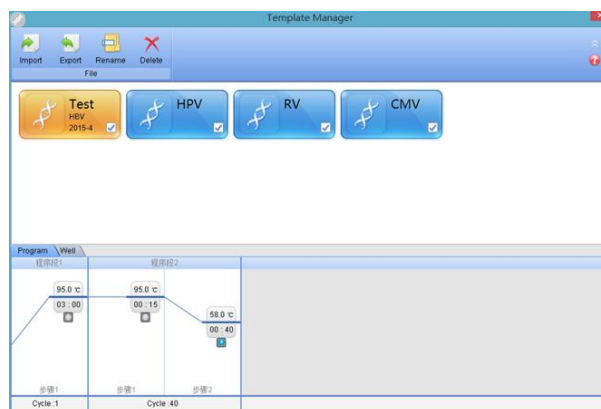 Template Manager
Import Export Rename Delete
File
Test
HBV
2015-4
HPV
RV
CMV
Program Well
程序段1 程序段2
95.0 ℃
03 : 00
95.0 ℃
00 : 15
58.0 ℃
00 : 40
步骤1 步骤1 步骤2
Cycle :1 Cycle :40